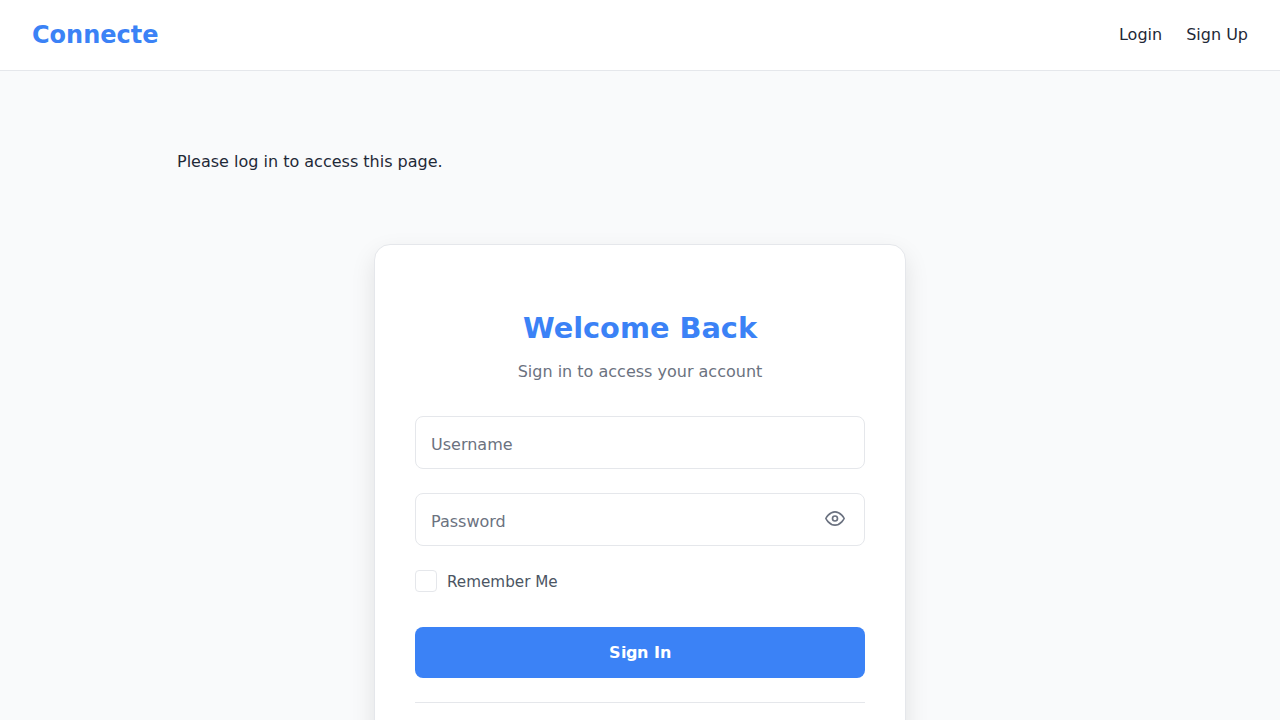 Connecte
Login
Sign Up
Please log in to access this page.
Welcome Back
Sign in to access your account
Username
Password
Remember Me
Sign In